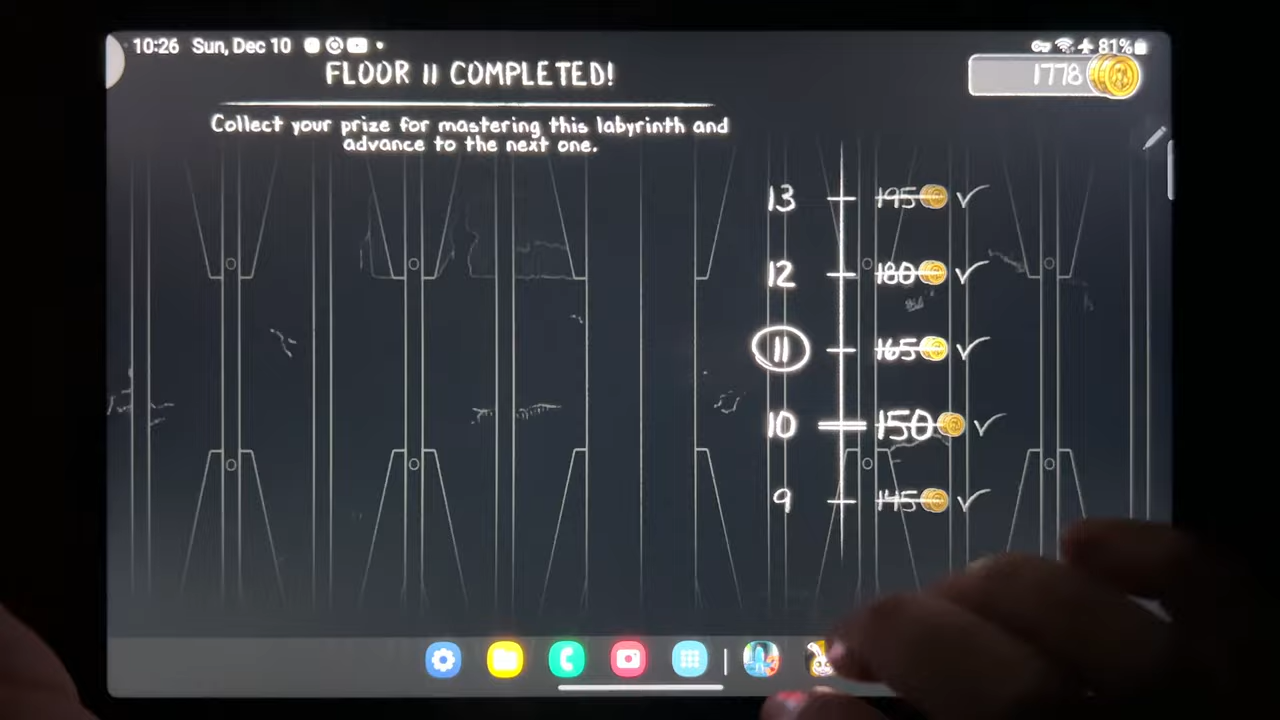 10:26 Sun, Dec 10
81%
FLOOR 11 COMPLETED!
1778
Collect your prize for mastering this labyrinth and
advance to the next one.
13 195
12 180
11 165
10 150
9 145